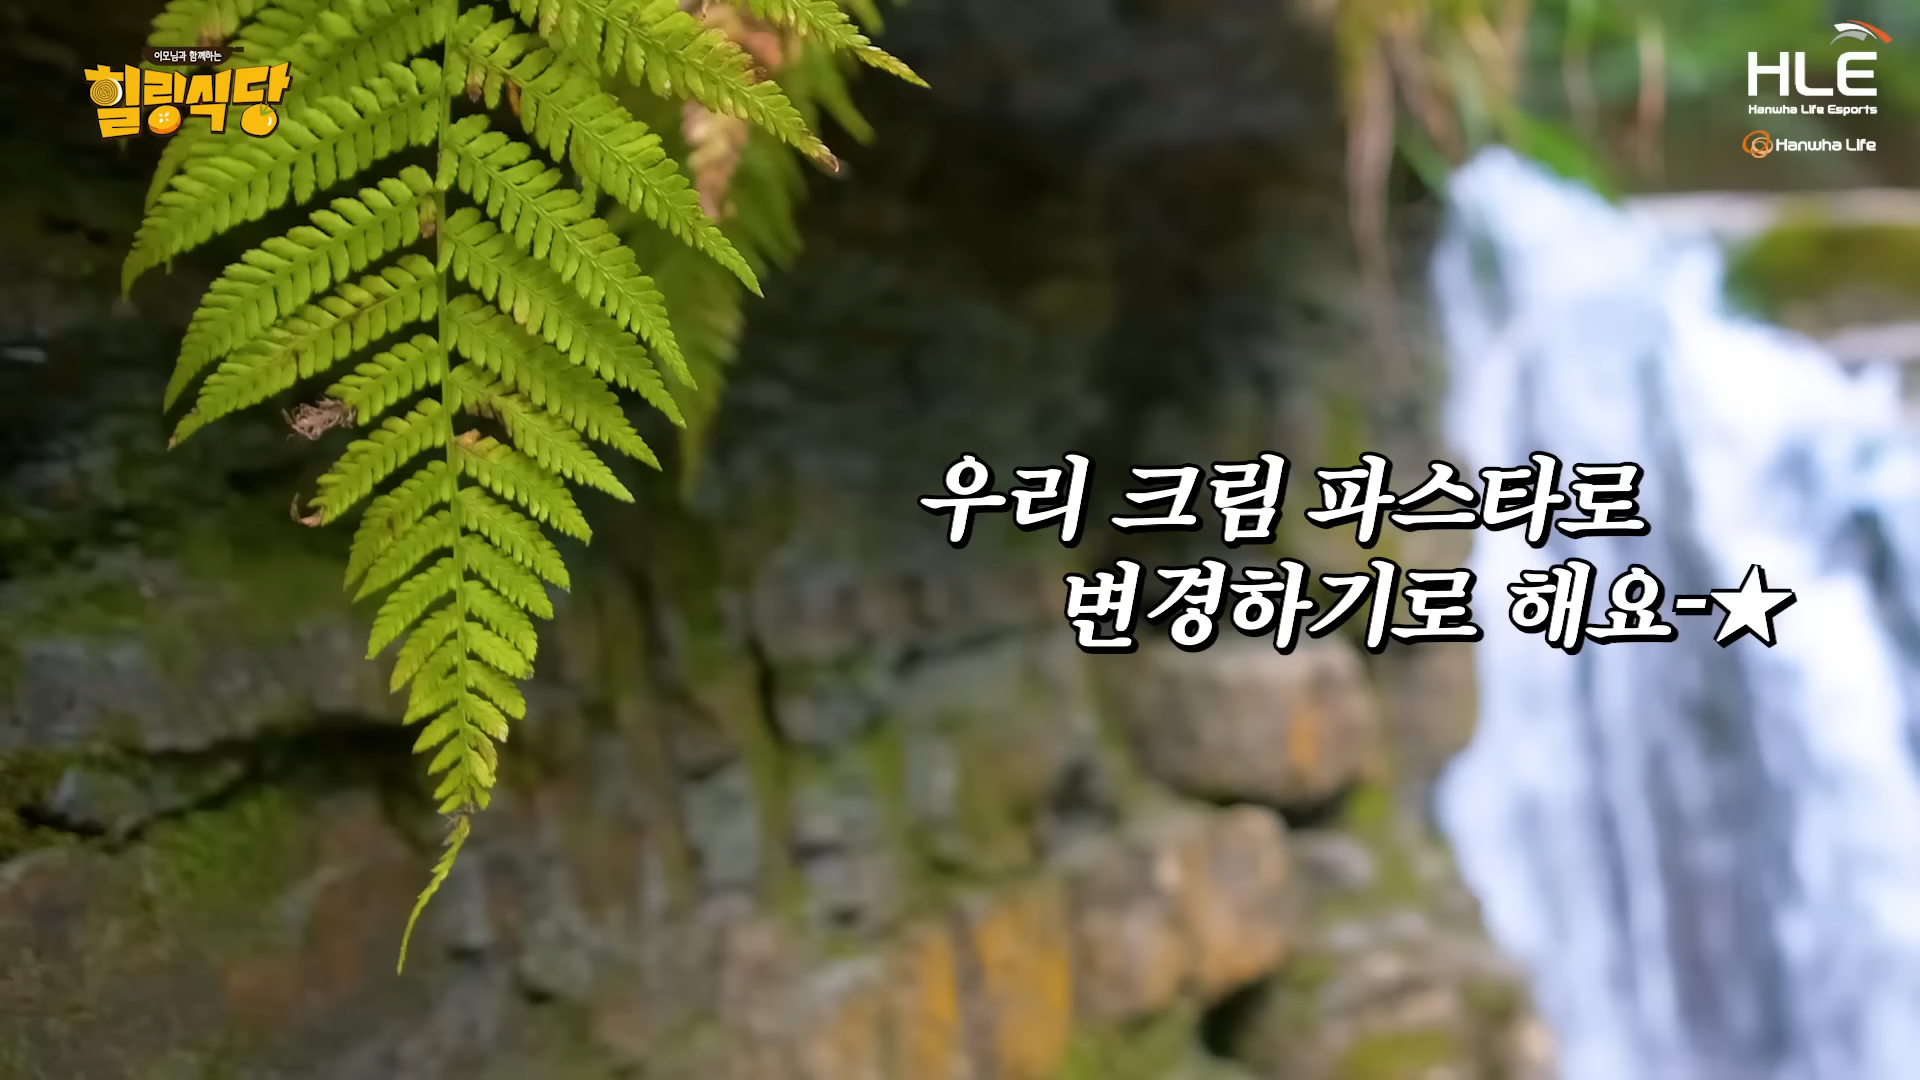 이모님과 함께하는
힐링식당
HLE
Hanwha Life Esports
Hanwha Life
우리 크림 파스타로
변경하기로 해요-★